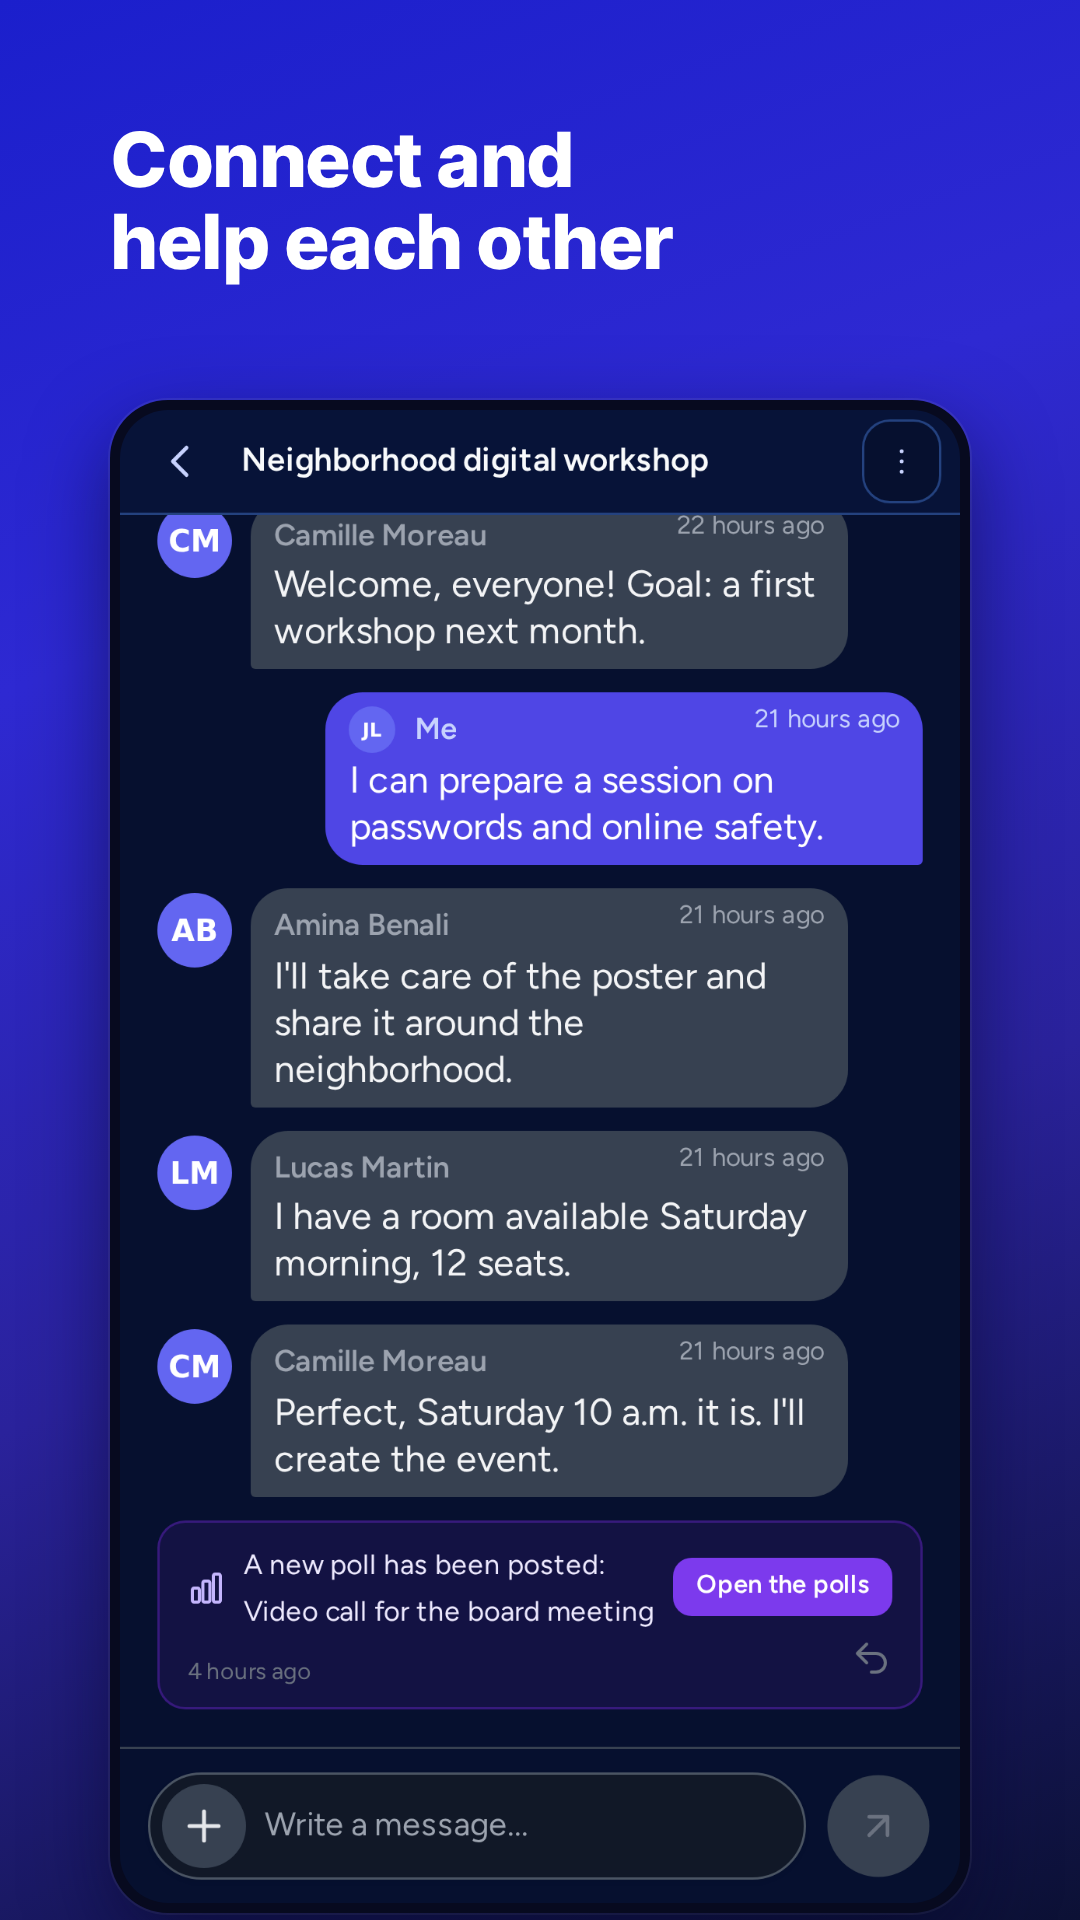 Connect and
help each other
Neighborhood digital workshop
CM
Camille Moreau
22 hours ago
Welcome, everyone! Goal: a first
workshop next month.
JL
Me
21 hours ago
I can prepare a session on
passwords and online safety.
AB
Amina Benali
21 hours ago
I'll take care of the poster and
share it around the
neighborhood.
LM
Lucas Martin
21 hours ago
I have a room available Saturday
morning, 12 seats.
CM
Camille Moreau
21 hours ago
Perfect, Saturday 10 a.m. it is. I'll
create the event.
A new poll has been posted:
Video call for the board meeting
Open the polls
4 hours ago
Write a message...